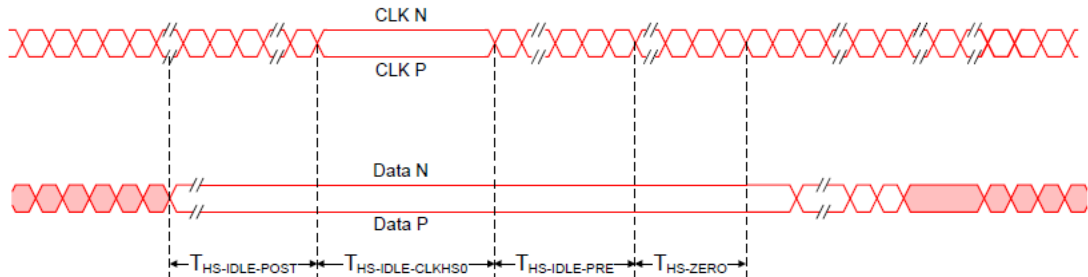 CLK N
CLK P
Data N
Data P
THS-IDLE-POST THS-IDLE-CLKHS0 THS-IDLE-PRE THS-ZERO